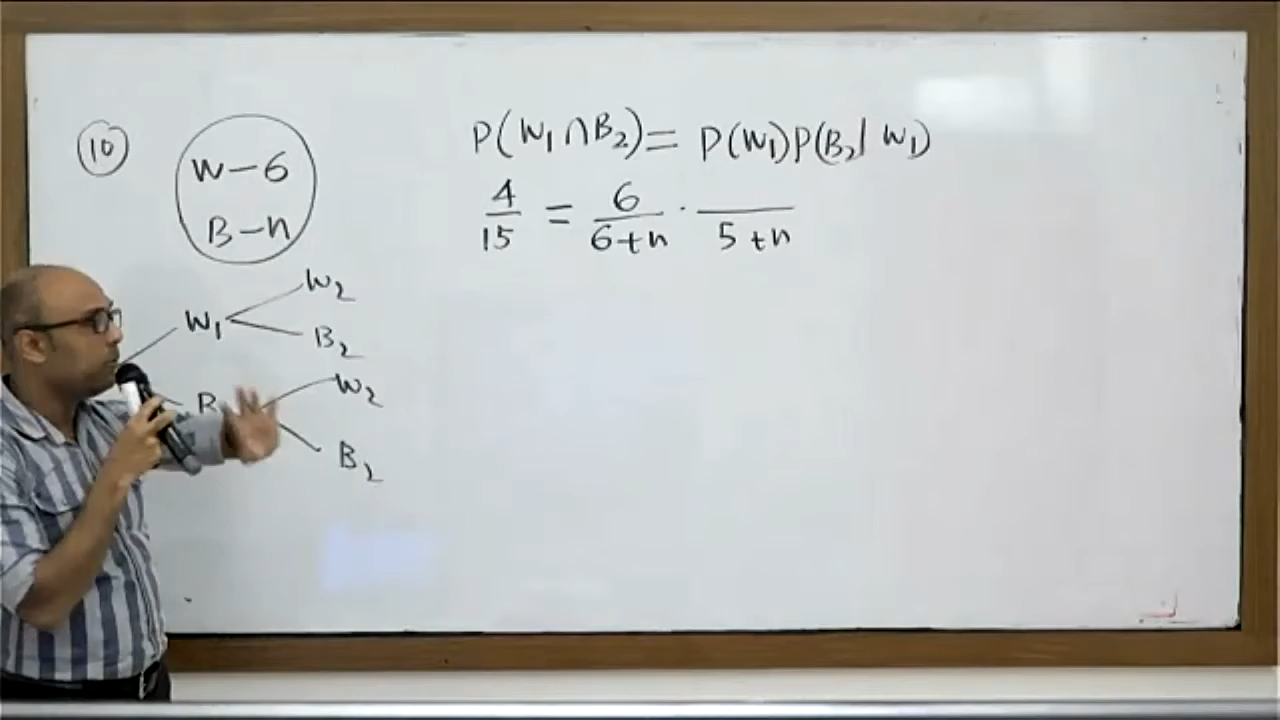 10
W-6
B-n
P(W₁∩B₂)= P(W₁)P(B₂| W₁)
4/15 = 6/6+n · /5+n
W₂
W₁
B₂
W₂
B
B₂